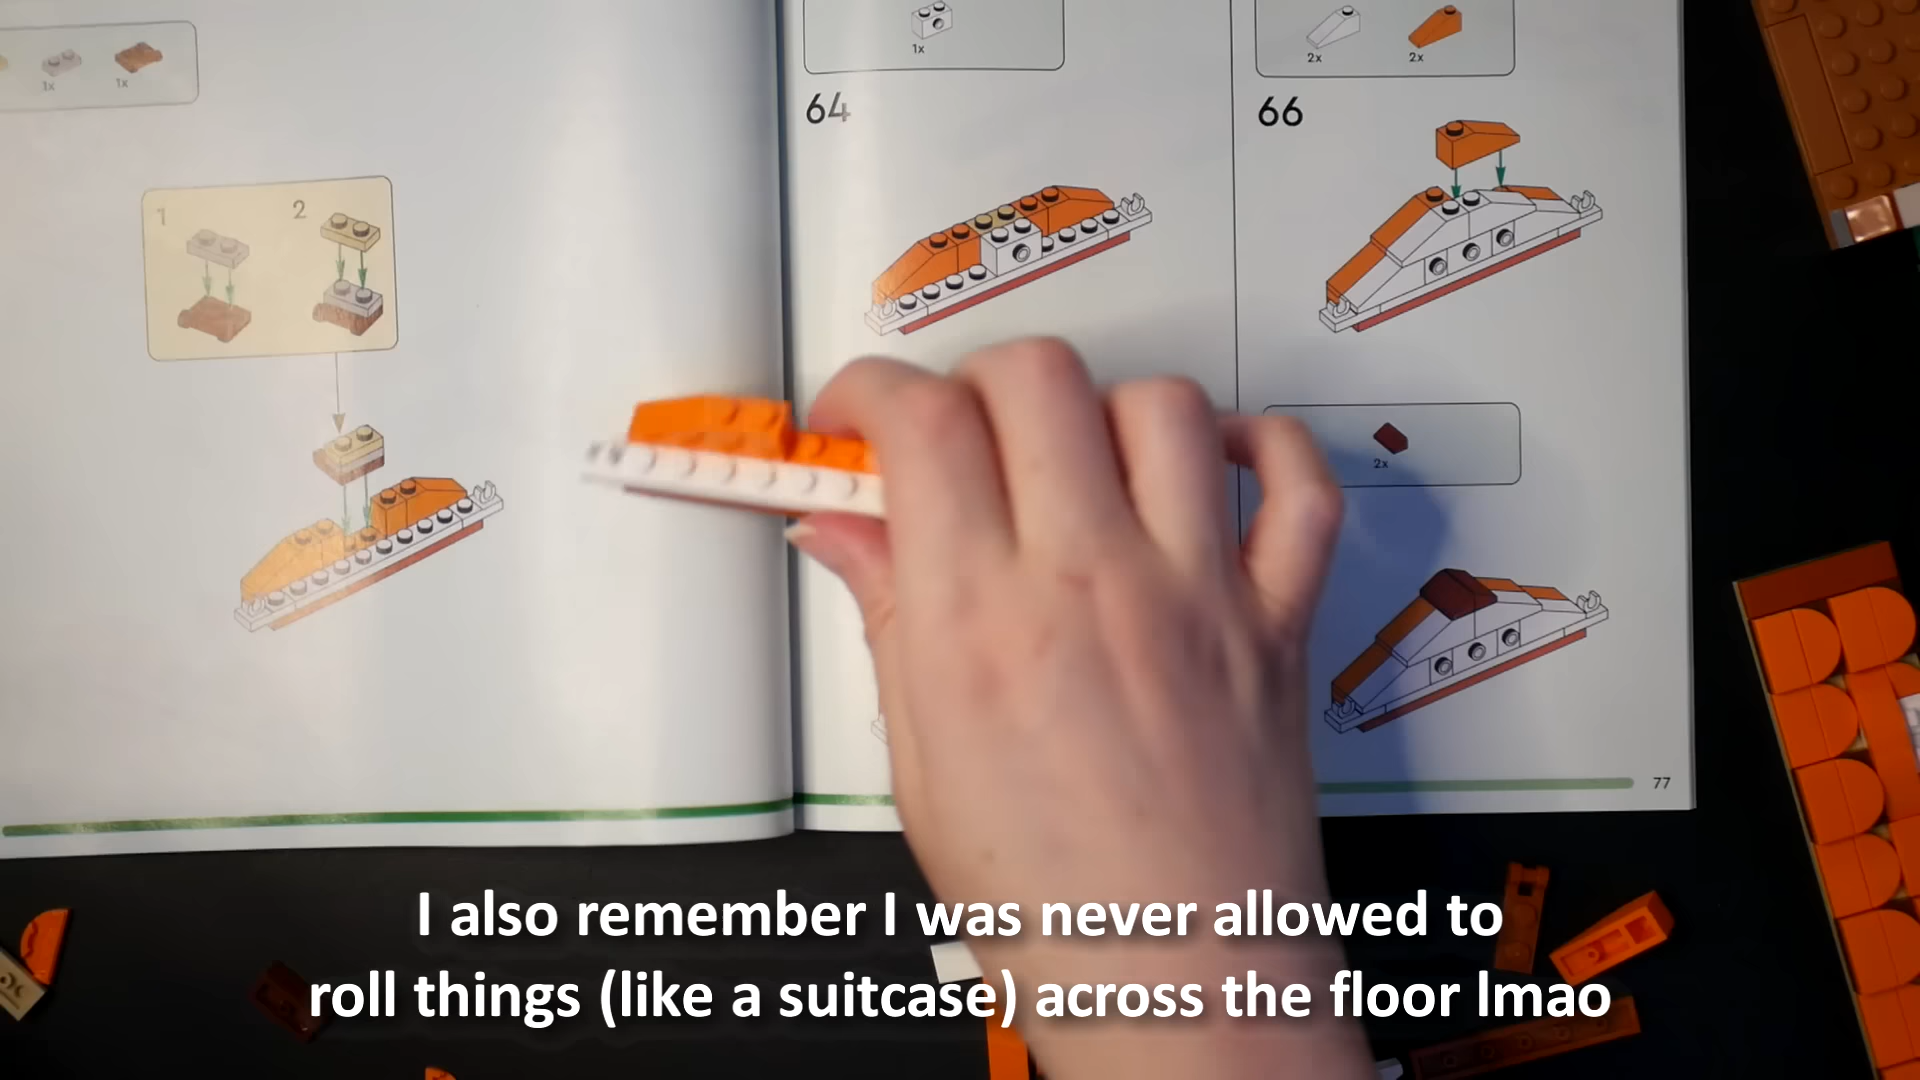 1x
1x
1
2
1x
64
2x
2x
66
2x
77
I also remember I was never allowed to
roll things (like a suitcase) across the floor lmao